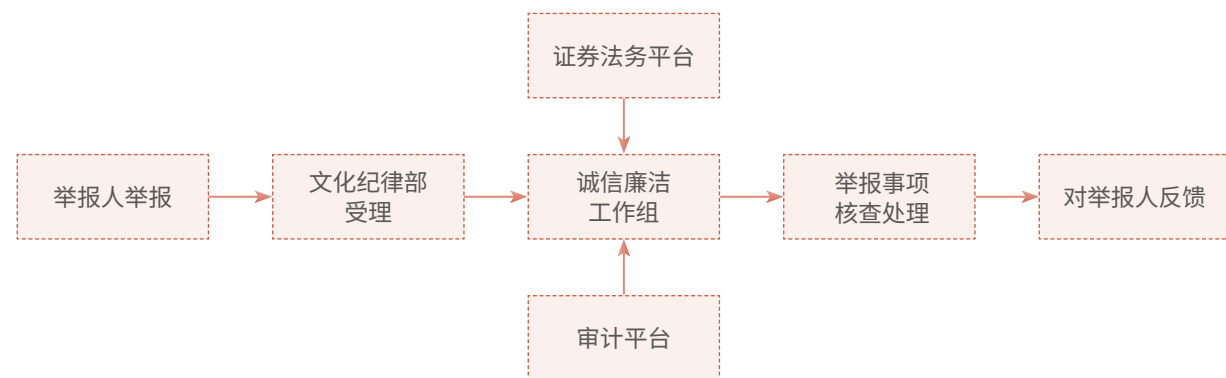 证券法务平台
举报人举报
文化纪律部
受理
诚信廉洁
工作组
举报事项
核查处理
对举报人反馈
审计平台